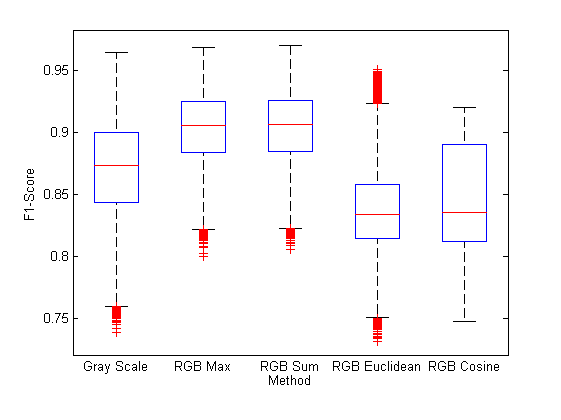 0.95
0.9
0.85
0.8
0.75
F1-Score
Gray Scale RGB Max RGB Sum RGB Euclidean RGB Cosine
Method